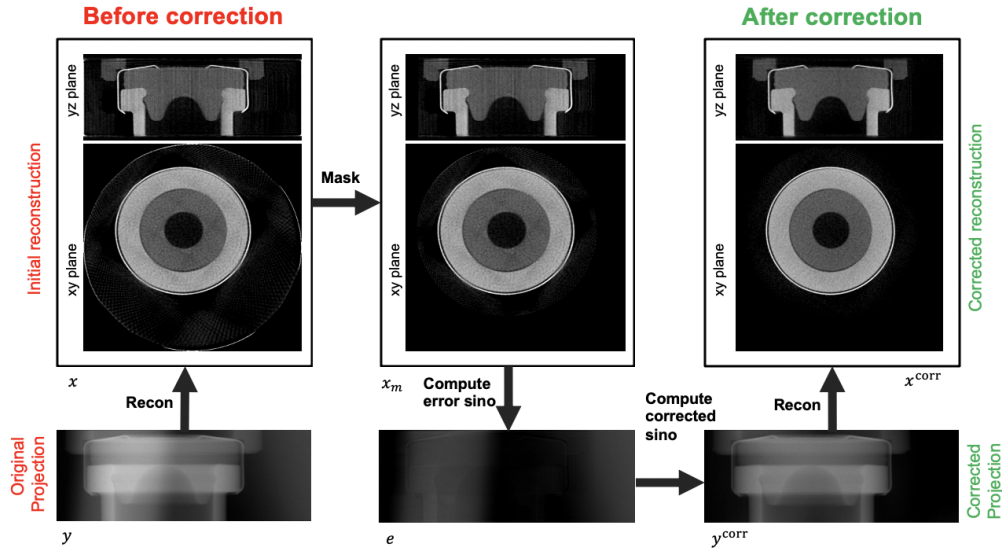 Before correction
After correction
Initial reconstruction
yz plane
xy plane
x
Mask
yz plane
xy plane
x_m
yz plane
xy plane
x^corr
Corrected reconstruction
Recon
Compute
error sino
Compute
corrected
sino
Recon
Original
Projection
y
e
y^corr
Corrected
Projection